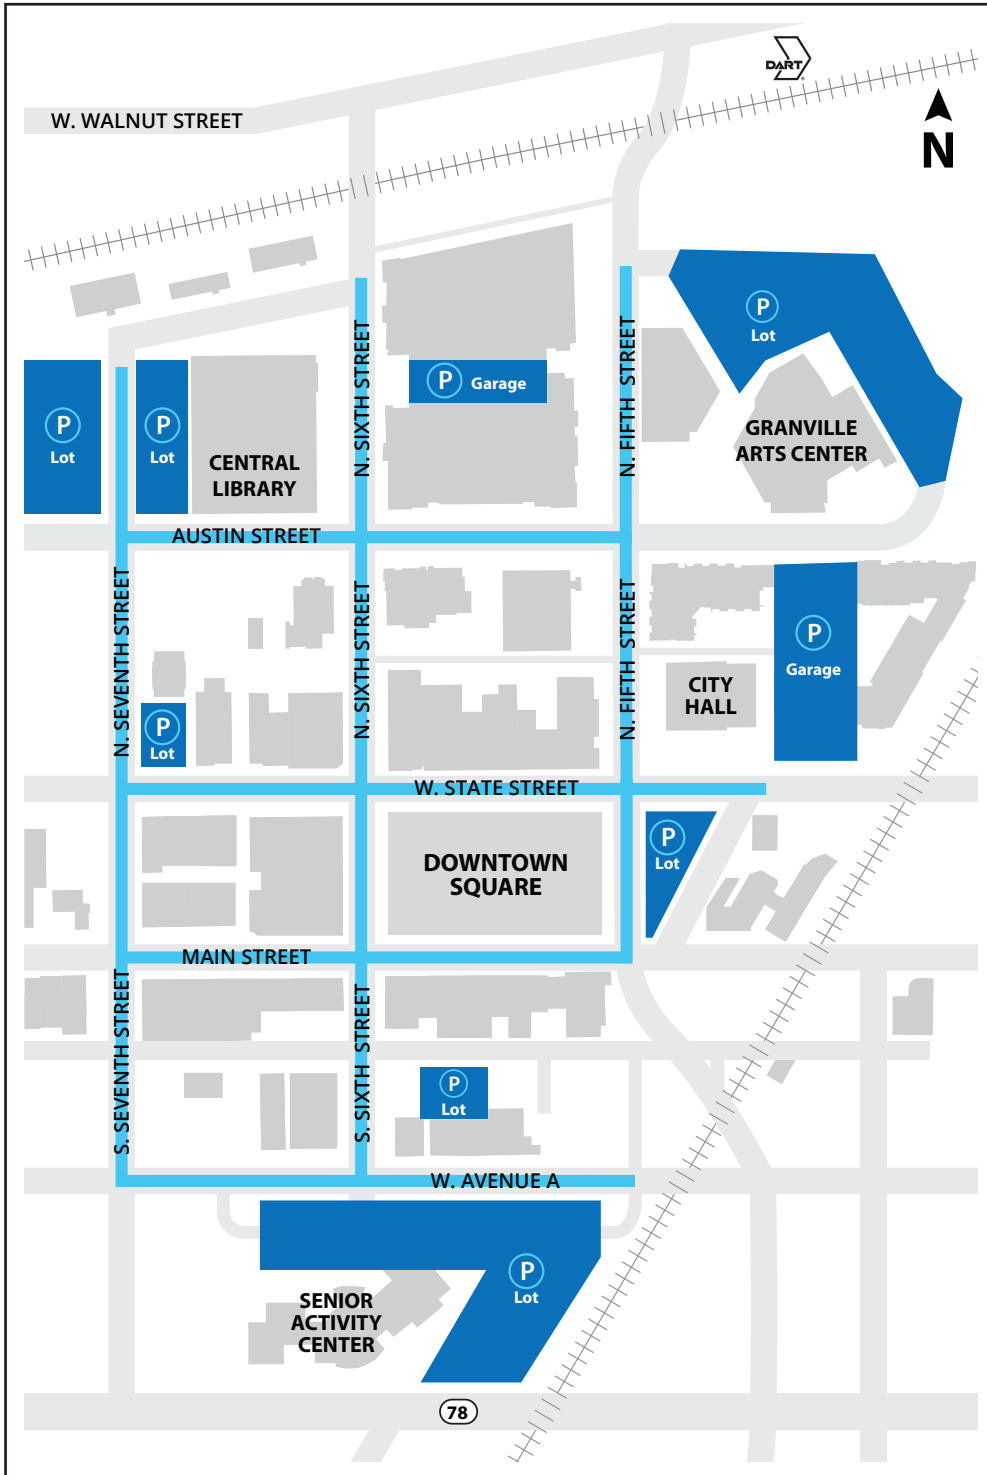 DART
W. WALNUT STREET
N
P
Lot
N. SIXTH STREET
N. FIFTH STREET
P
Garage
P
Lot
P
Lot
GRANVILLE
ARTS CENTER
CENTRAL
LIBRARY
AUSTIN STREET
N. SEVENTH STREET
N. SIXTH STREET
N. FIFTH STREET
P
Garage
CITY
HALL
P
Lot
W. STATE STREET
P
Lot
DOWNTOWN
SQUARE
MAIN STREET
S. SEVENTH STREET
S. SIXTH STREET
P
Lot
W. AVENUE A
P
Lot
SENIOR
ACTIVITY
CENTER
78